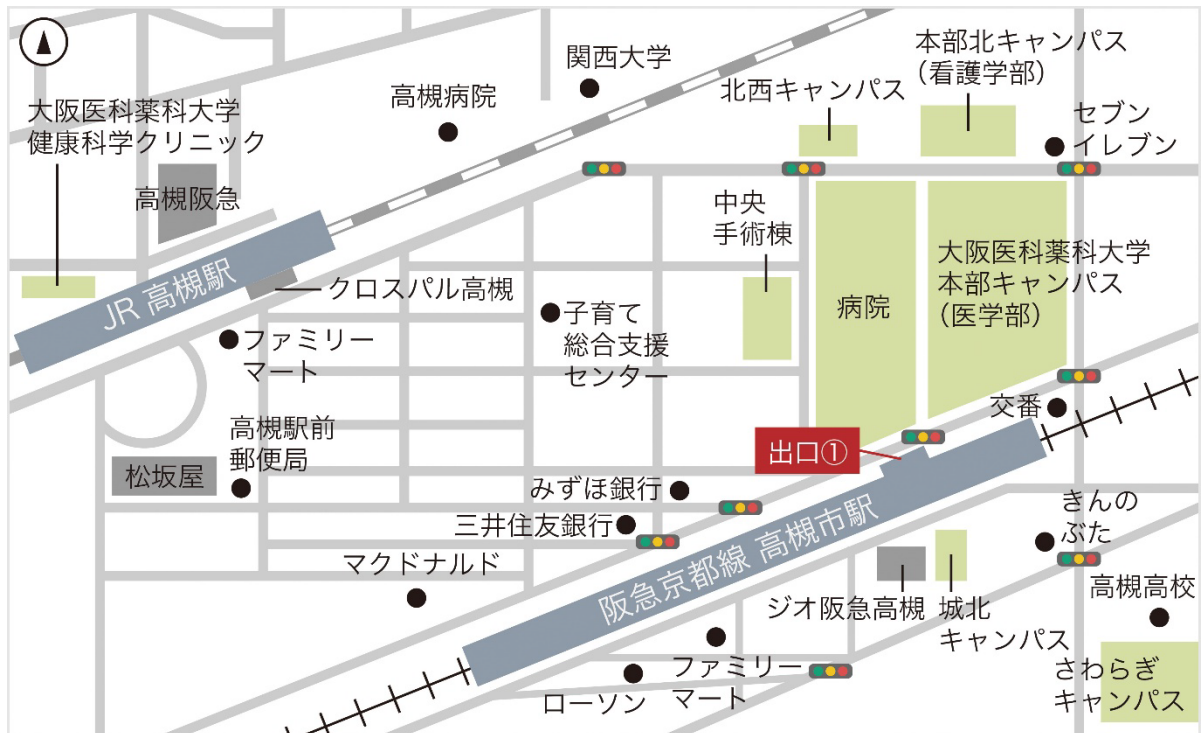 関西大学
高槻病院
本部北キャンパス
（看護学部）
北西キャンパス
セブン
イレブン
大阪医科薬科大学
健康科学クリニック
高槻阪急
中央
手術棟
JR 高槻駅
クロスパル高槻
大阪医科薬科大学
本部キャンパス
（医学部）
病院
ファミリー
マート
子育て
総合支援
センター
交番
高槻駅前
郵便局
出口①
松坂屋
みずほ銀行
三井住友銀行
マクドナルド
阪急京都線 高槻市駅
きんの
ぶた
高槻高校
ジオ阪急高槻
城北
キャンパス
ファミリー
マート
ローソン
さわらぎ
キャンパス